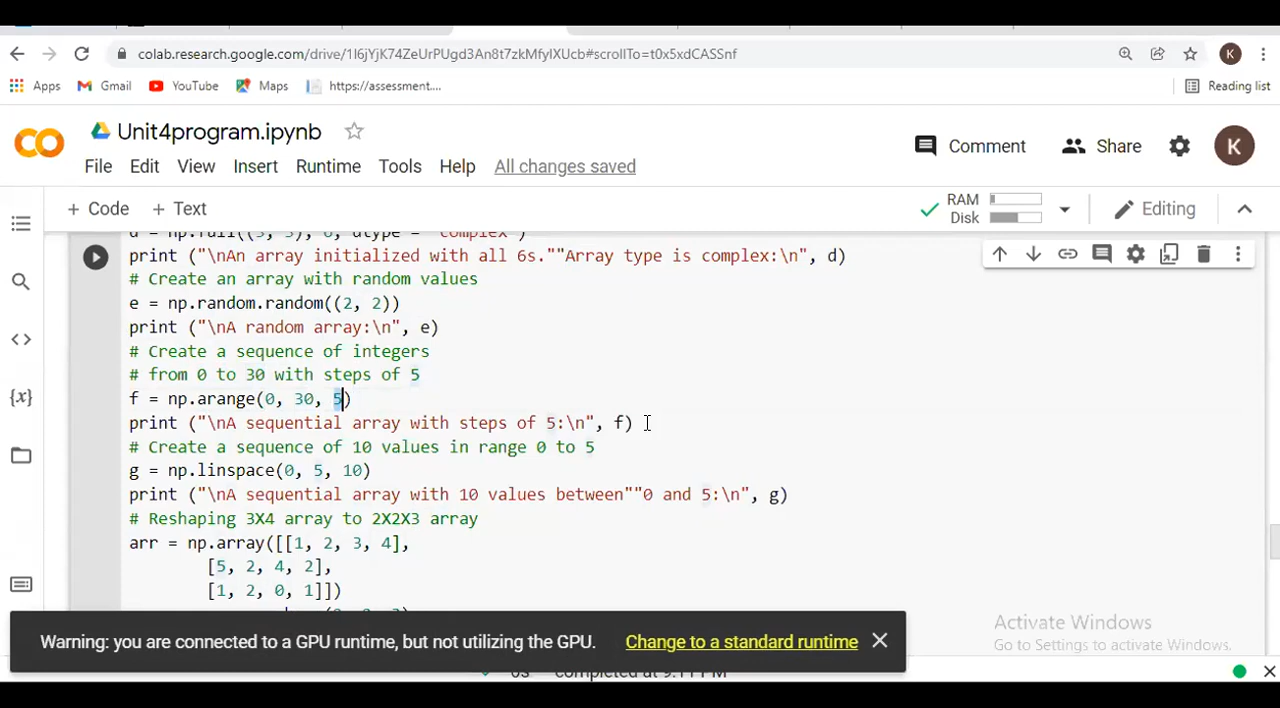 colab.research.google.com/drive/1I6jYjK74ZeUrPUgd3An8t7zkMfyIXUcb#scrollTo=t0x5xdCASSnf
K
Apps
Gmail
YouTube
Maps
https://assessment....
Reading list
Unit4program.ipynb
Comment
Share
K
File Edit View Insert Runtime Tools Help All changes saved
+ Code + Text
RAM
Disk
Editing
print ("\nAn array initialized with all 6s.""Array type is complex:\n", d)
# Create an array with random values
e = np.random.random((2, 2))
print ("\nA random array:\n", e)
# Create a sequence of integers
# from 0 to 30 with steps of 5
f = np.arange(0, 30, 5)
print ("\nA sequential array with steps of 5:\n", f)
# Create a sequence of 10 values in range 0 to 5
g = np.linspace(0, 5, 10)
print ("\nA sequential array with 10 values between""0 and 5:\n", g)
# Reshaping 3X4 array to 2X2X3 array
arr = np.array([[1, 2, 3, 4],
[5, 2, 4, 2],
[1, 2, 0, 1]])
Warning: you are connected to a GPU runtime, but not utilizing the GPU. Change to a standard runtime
Activate Windows
Go to Settings to activate Windows.
completed at 9:11 PM